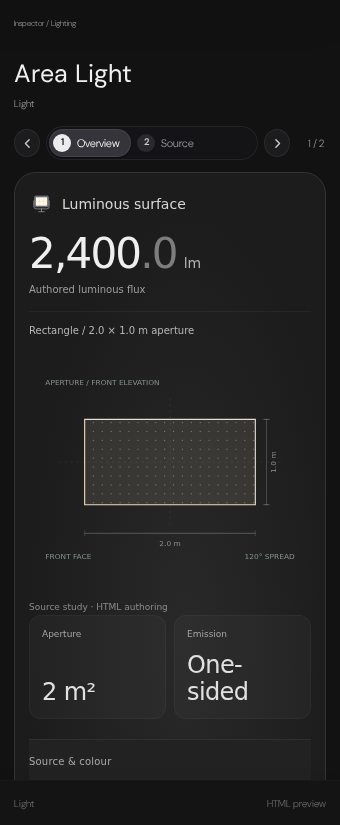 Inspector / Lighting
Area Light
Light
1 Overview 2 Source 1 / 2
Luminous surface
2,400.0 lm
Authored luminous flux
Rectangle / 2.0 × 1.0 m aperture
APERTURE / FRONT ELEVATION
1.0 m
2.0 m
FRONT FACE 120° SPREAD
Source study · HTML authoring
Aperture Emission
2 m² One-
sided
Source & colour
Light HTML preview